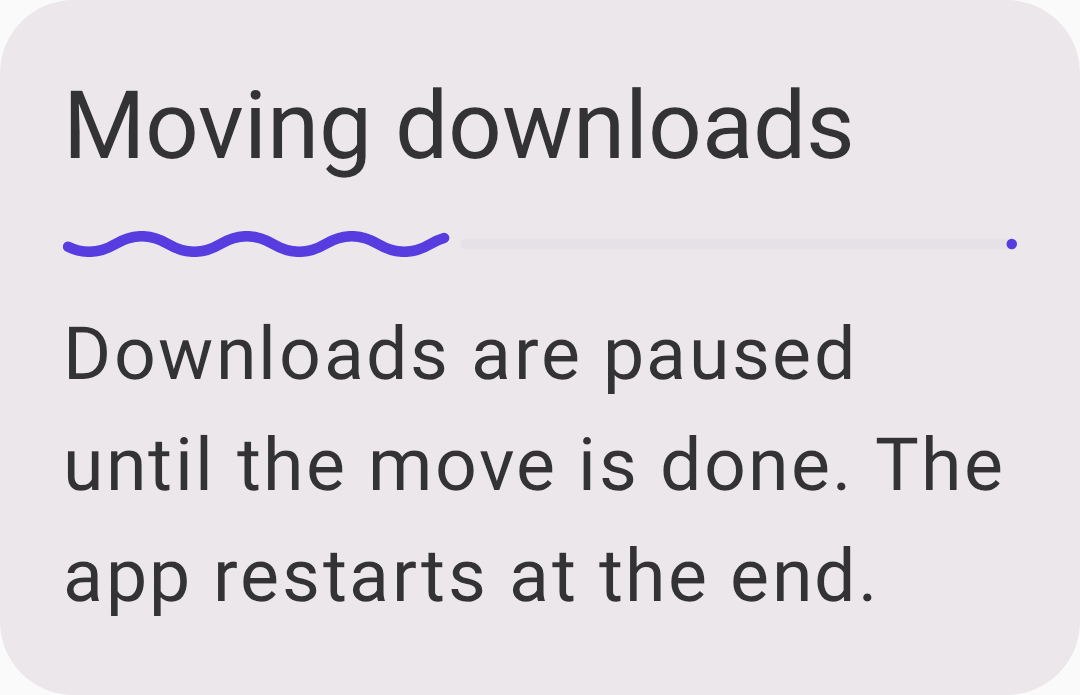 Moving downloads
Downloads are paused
until the move is done. The
app restarts at the end.